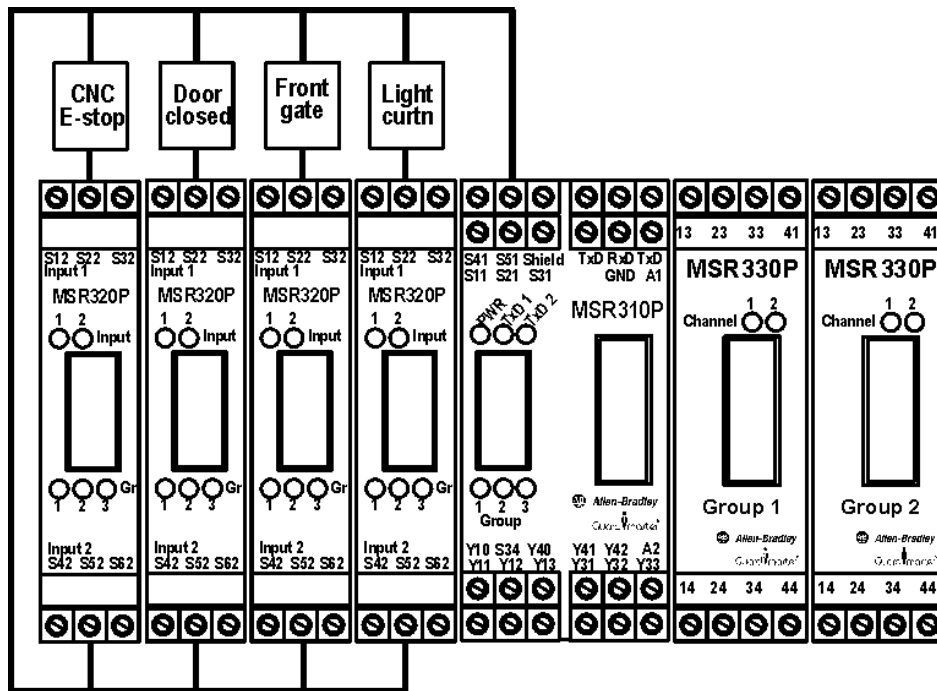 CNC
E-stop
Door
closed
Front
gate
Light
curtn
S12 S22 S32
Input 1
MSR320P
1 2
Input
Gr
1 2 3
Input 2
S42 S52 S62
S12 S22 S32
Input 1
MSR320P
1 2
Input
Gr
1 2 3
Input 2
S42 S52 S62
S12 S22 S32
Input 1
MSR320P
1 2
Input
Gr
1 2 3
Input 2
S42 S52 S62
S12 S22 S32
Input 1
MSR320P
1 2
Input
Gr
1 2 3
Input 2
S42 S52 S62
S41 S51 Shield
S11 S21 S31
PWR
TxD 1
TxD 2
1 2 3
Group
Y10 S34 Y40
Y11 Y12 Y13
TxD RxD TxD
GND A1
MSR310P
Allen-Bradley
Guardmaster
Y41 Y42 A2
Y31 Y32 Y33
13 23 33 41
MSR330P
1 2
Channel
Group 1
Allen-Bradley
Guardmaster
14 24 34 44
13 23 33 41
MSR330P
1 2
Channel
Group 2
Allen-Bradley
Guardmaster
14 24 34 44